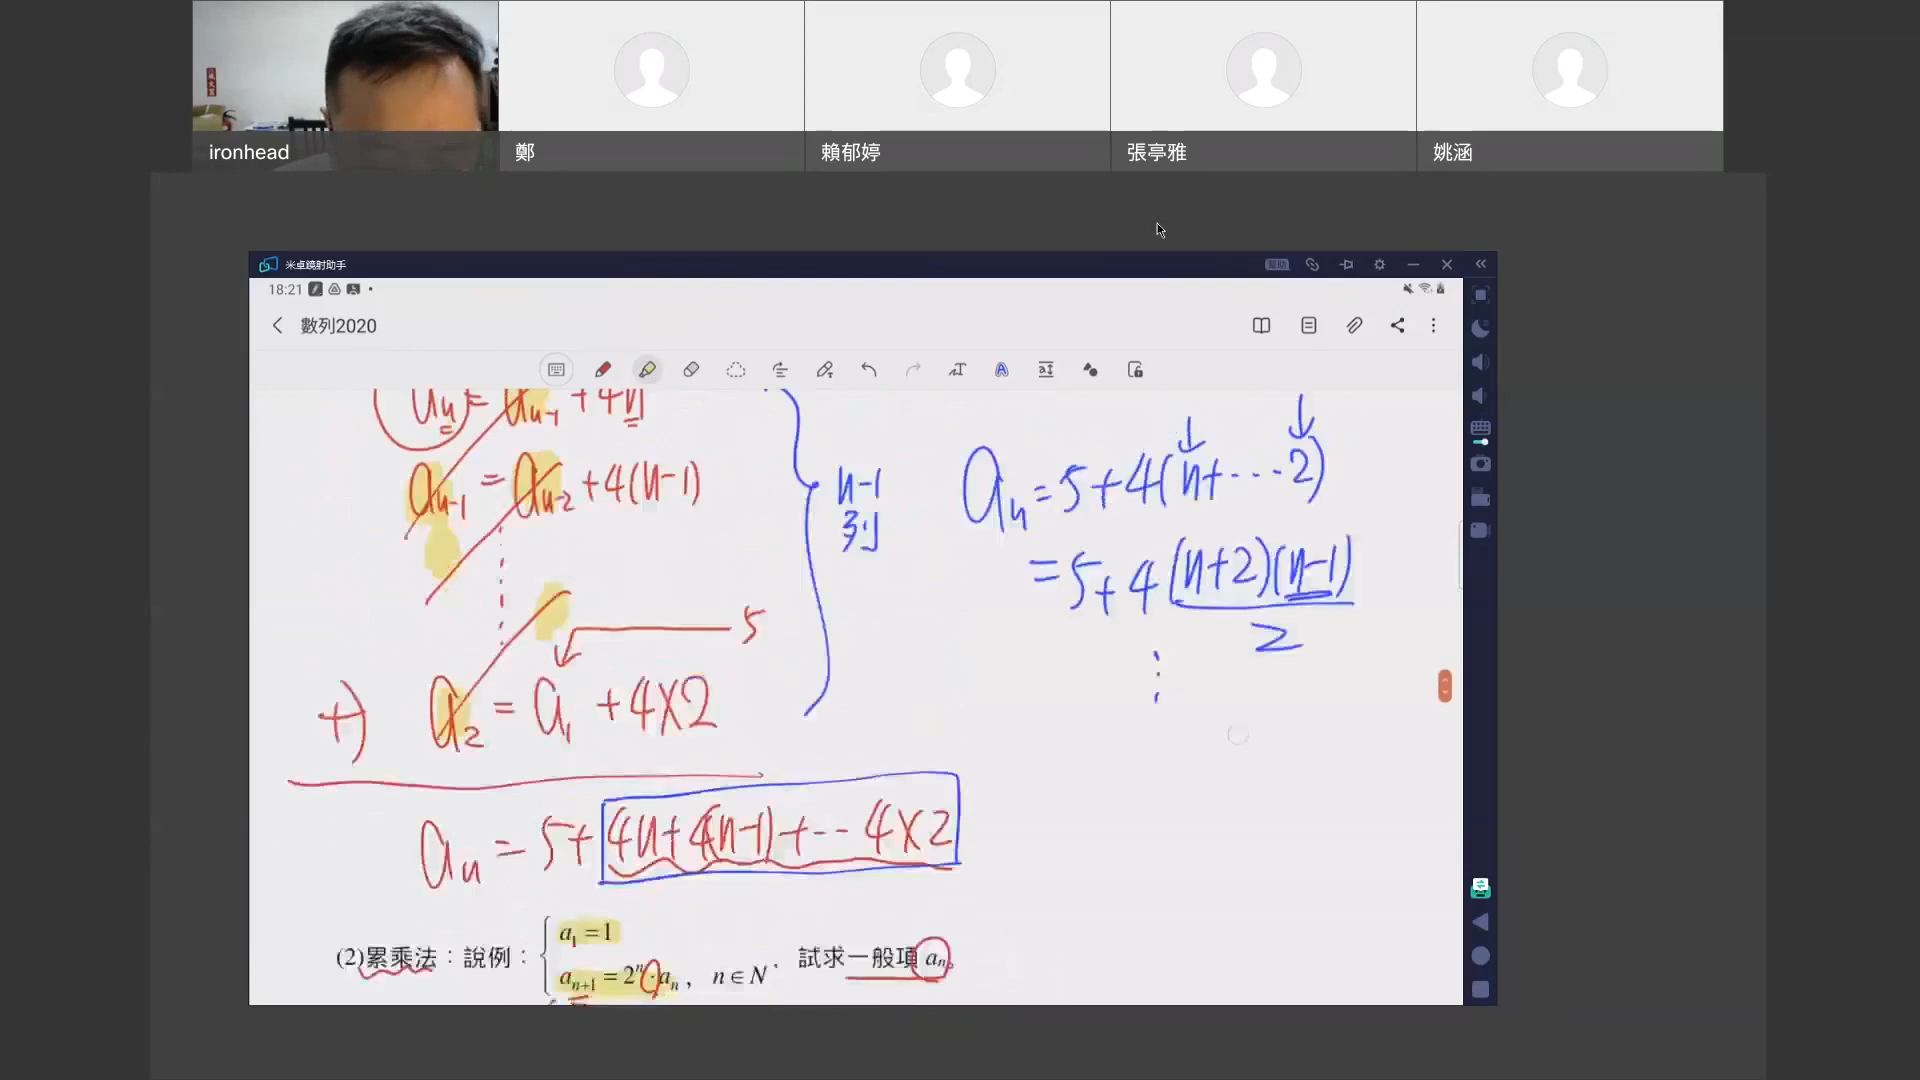 ironhead
鄭
賴郁婷
張亭雅
姚涵
米卓鏡射助手
18:21
數列2020
aₙ = aₙ₋₁ + 4n
aₙ₋₁ = aₙ₋₂ + 4(n-1)
5
+) a₂ = a₁ + 4×2
n-1
列
aₙ = 5+ 4n+4(n-1)+-- 4×2
aₙ = 5+4(n+···2)
= 5+4 (n+2)(n-1)
2
(2)累乘法：說例：
a₁ = 1
aₙ₊₁ = 2ⁿ · aₙ, n ∈ N
. 試求一般項 aₙ。